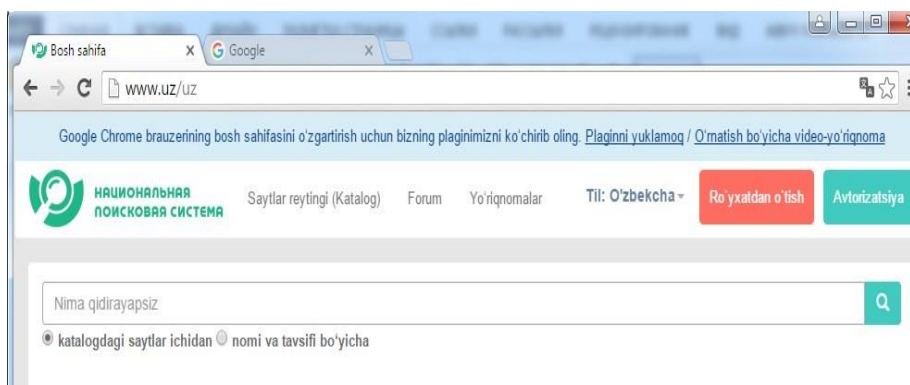 Bosh sahifa
Google
www.uz/uz
Google Chrome brauzerining bosh sahifasini o'zgartirish uchun bizning plaginimizni ko'chirib oling. Plaginni yuklamoq / O'rnatish bo'yicha video-yo'riqnoma
НАЦИОНАЛЬНАЯ
ПОИСКОВАЯ СИСТЕМА
Saytlar reytingi (Katalog) Forum Yo'riqnomalar Til: O'zbekcha Ro`yxatdan o`tish Avtorizatsiya
Nima qidirayapsiz
katalogdagi saytlar ichidan nomi va tavsifi bo'yicha